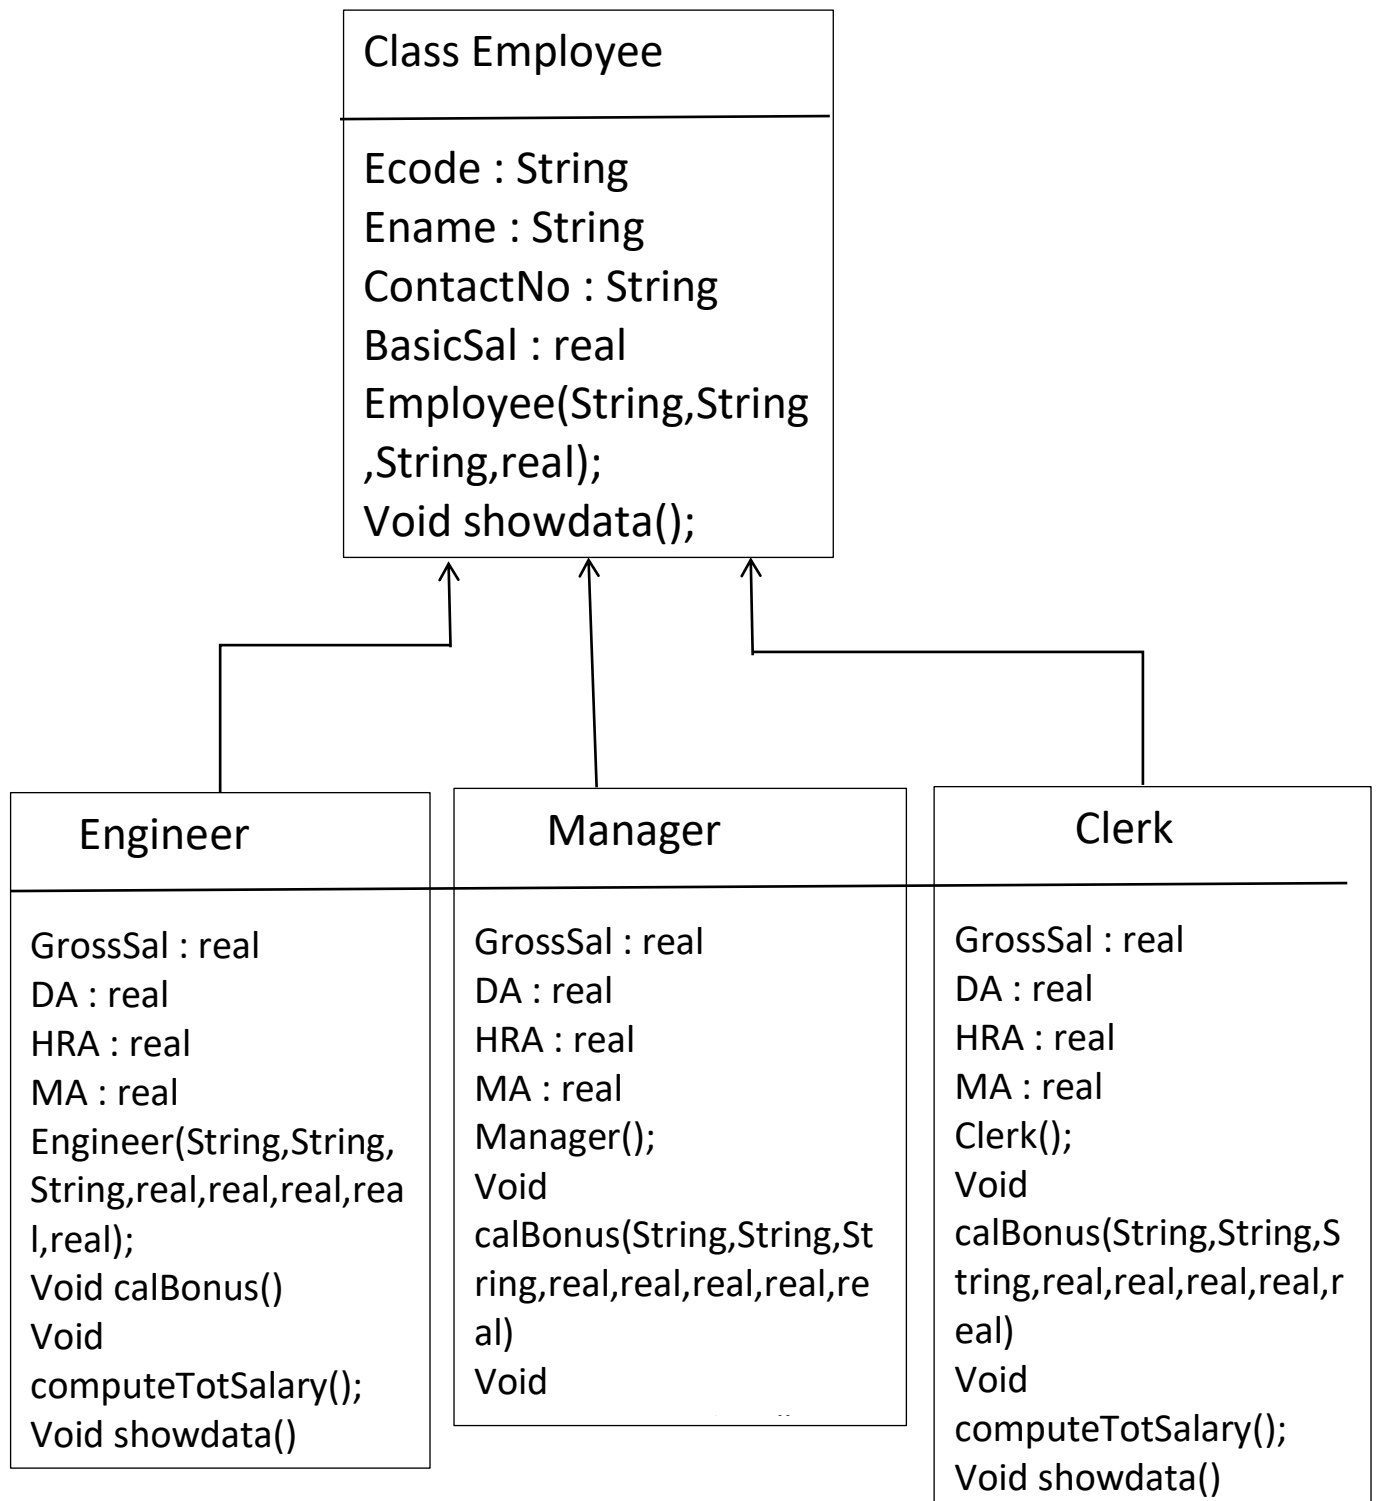 Class Employee
Ecode : String
Ename : String
ContactNo : String
BasicSal : real
Employee(String,String
,String,real);
Void showdata();
Engineer
GrossSal : real
DA : real
HRA : real
MA : real
Engineer(String,String,
String,real,real,real,rea
l,real);
Void calBonus()
Void
computeTotSalary();
Void showdata()
Manager
GrossSal : real
DA : real
HRA : real
MA : real
Manager();
Void
calBonus(String,String,St
ring,real,real,real,real,re
al)
Void
Clerk
GrossSal : real
DA : real
HRA : real
MA : real
Clerk();
Void
calBonus(String,String,S
tring,real,real,real,real,r
eal)
Void
computeTotSalary();
Void showdata()